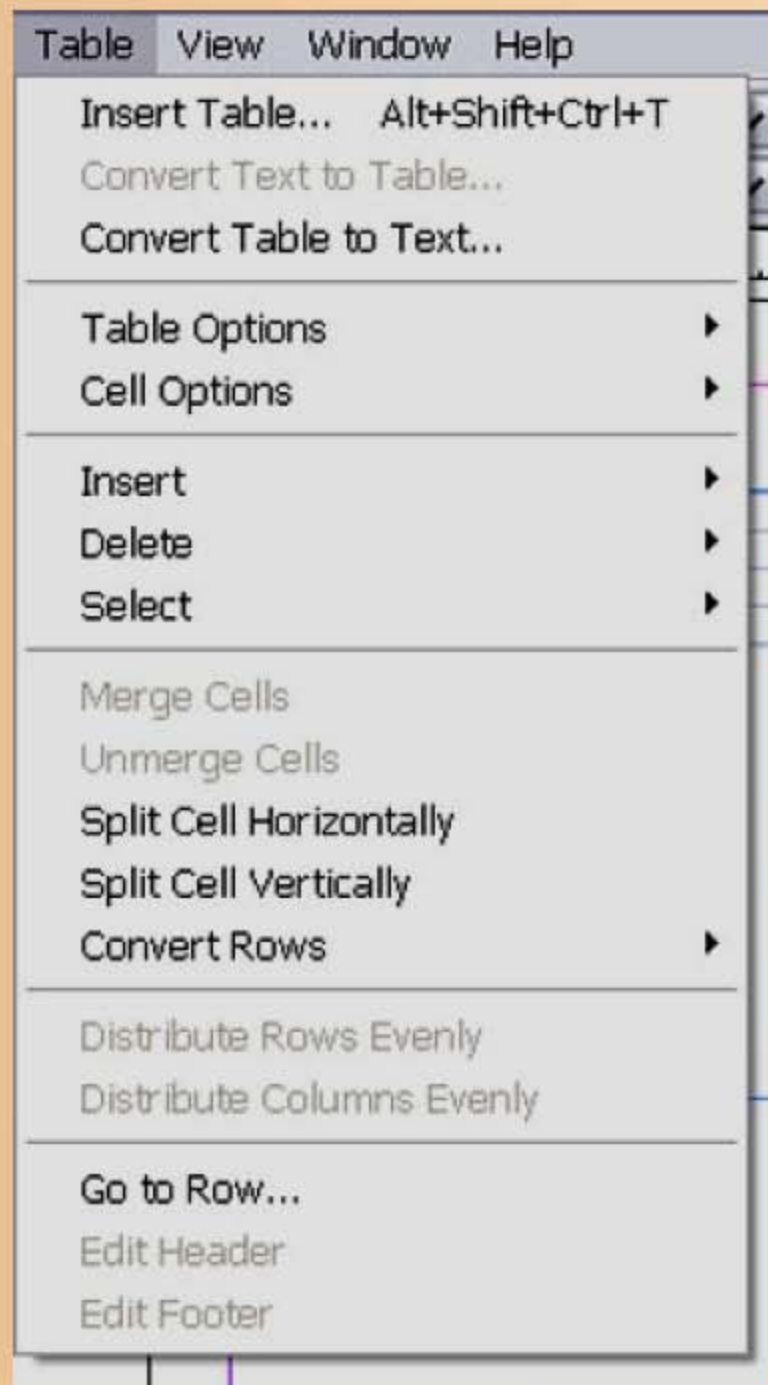 Table View Window Help
Insert Table... Alt+Shift+Ctrl+T
Convert Text to Table...
Convert Table to Text...
Table Options
Cell Options
Insert
Delete
Select
Merge Cells
Unmerge Cells
Split Cell Horizontally
Split Cell Vertically
Convert Rows
Distribute Rows Evenly
Distribute Columns Evenly
Go to Row...
Edit Header
Edit Footer